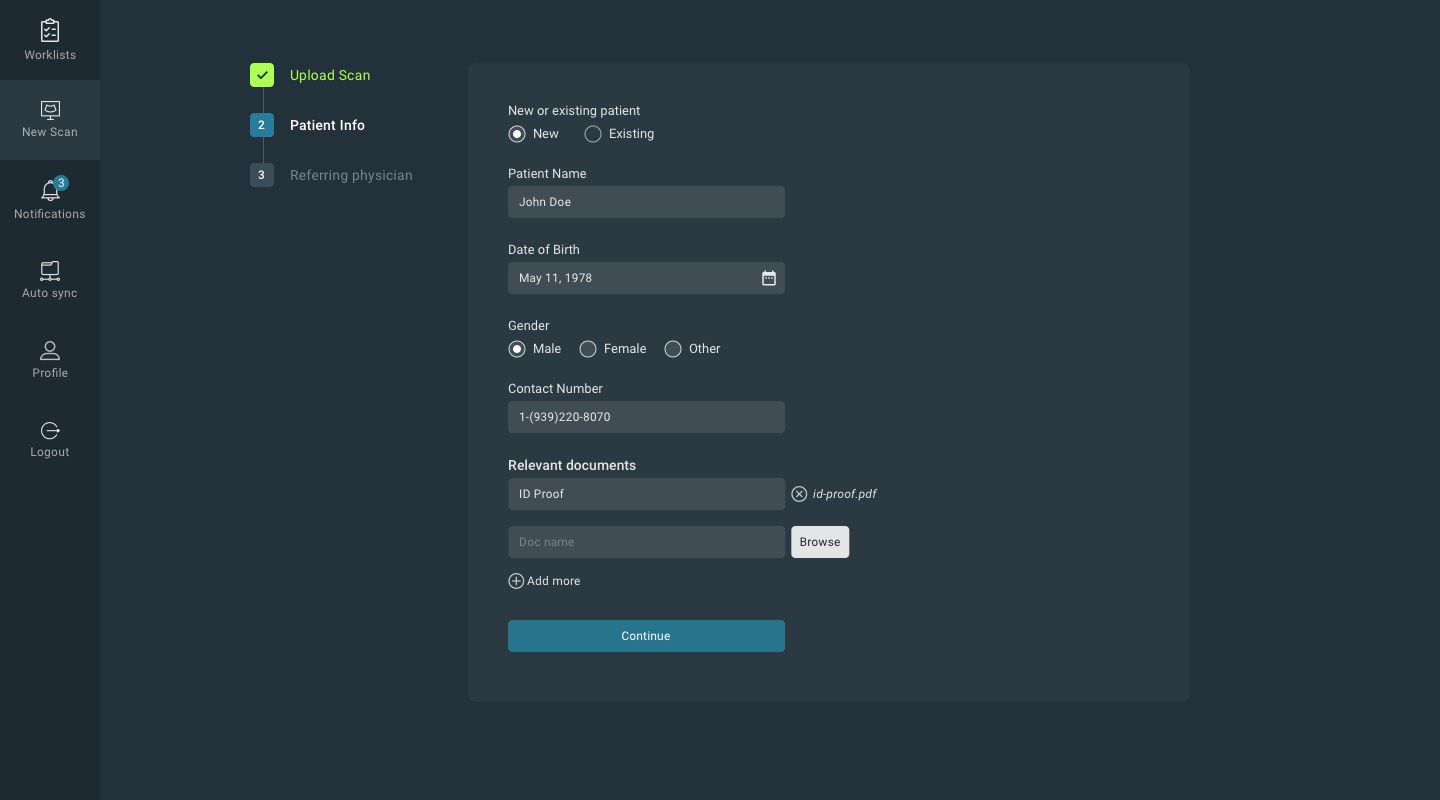 Worklists
New Scan
3
Notifications
Auto sync
Profile
Logout
Upload Scan
2 Patient Info
3 Referring physician
New or existing patient
New Existing
Patient Name
John Doe
Date of Birth
May 11, 1978
Gender
Male Female Other
Contact Number
1-(939)220-8070
Relevant documents
ID Proof id-proof.pdf
Doc name Browse
Add more
Continue